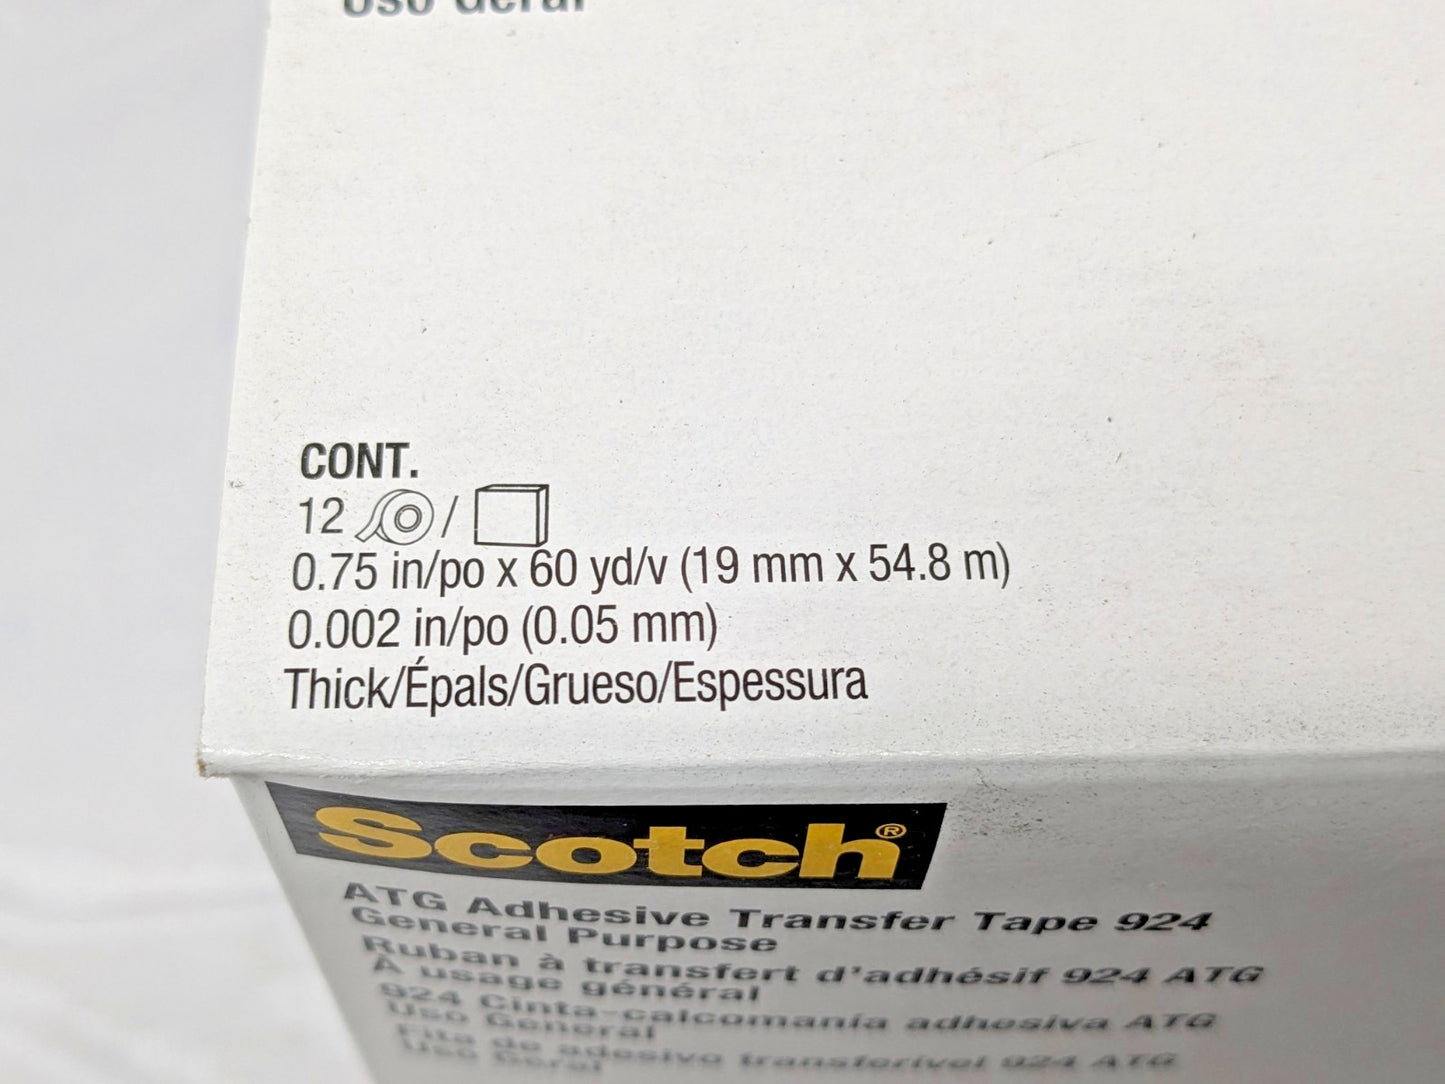 Uso Geral
CONT.
12 /
0.75 in/po x 60 yd/v (19 mm x 54.8 m)
0.002 in/po (0.05 mm)
Thick/Épals/Grueso/Espessura
Scotch®
ATG Adhesive Transfer Tape 924
General Purpose
Ruban à transfert d'adhésif 924 ATG
À usage général
924 Cinta-calcomanía adhesiva ATG
Uso General
Fita de adesivo transferível 924 ATG
Uso Geral